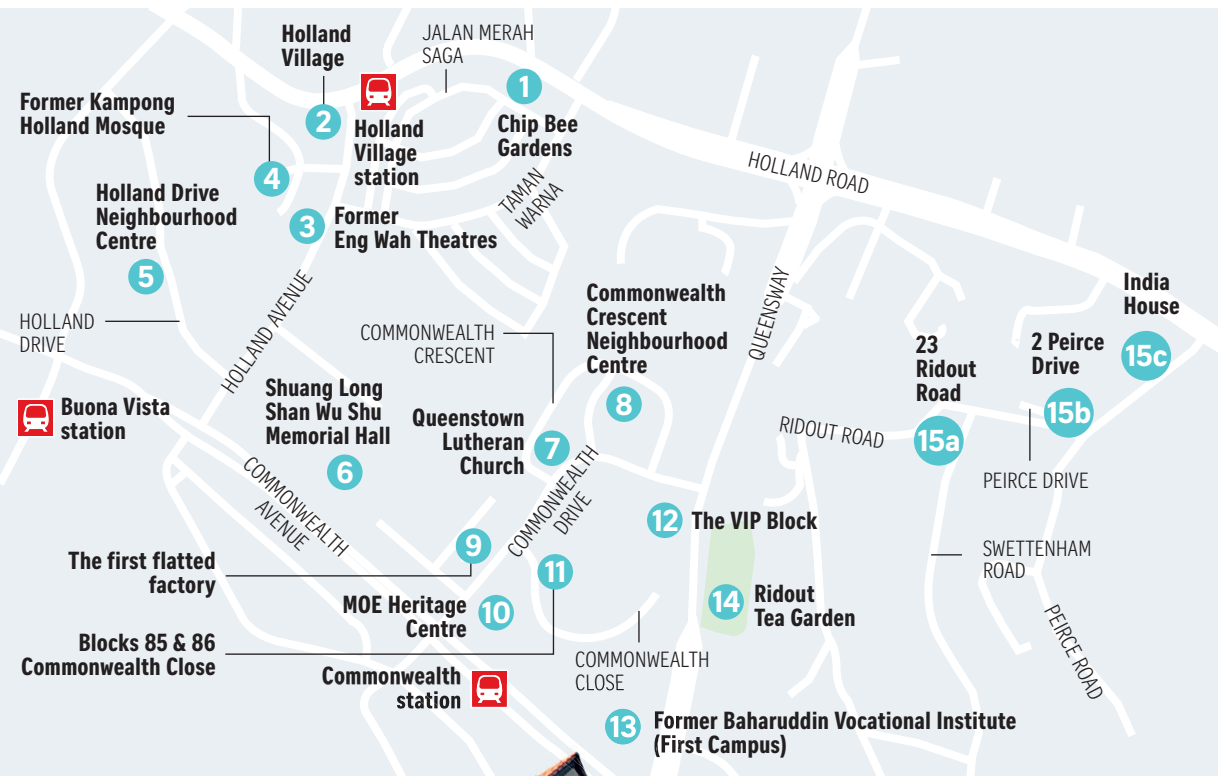 Holland
Village
JALAN MERAH
SAGA
1
Chip Bee
Gardens
2
Holland
Village
station
Former Kampong
Holland Mosque
4
HOLLAND ROAD
TAMAN
WARNA
Holland Drive
Neighbourhood
Centre
5
3
Former
Eng Wah Theatres
HOLLAND
DRIVE
HOLLAND AVENUE
COMMONWEALTH
CRESCENT
Commonwealth
Crescent
Neighbourhood
Centre
8
QUEENSWAY
India
House
15c
23
Ridout
Road
15a
2 Peirce
Drive
15b
Buona Vista
station
Shuang Long
Shan Wu Shu
Memorial Hall
6
Queenstown
Lutheran
Church
7
RIDOUT ROAD
PEIRCE DRIVE
COMMONWEALTH
AVENUE
COMMONWEALTH
DRIVE
12
The VIP Block
The first flatted
factory
9
11
SWETTENHAM
ROAD
MOE Heritage
Centre
10
14
Ridout
Tea Garden
PEIRCE ROAD
Blocks 85 & 86
Commonwealth Close
Commonwealth
station
COMMONWEALTH
CLOSE
13
Former Baharuddin Vocational Institute
(First Campus)